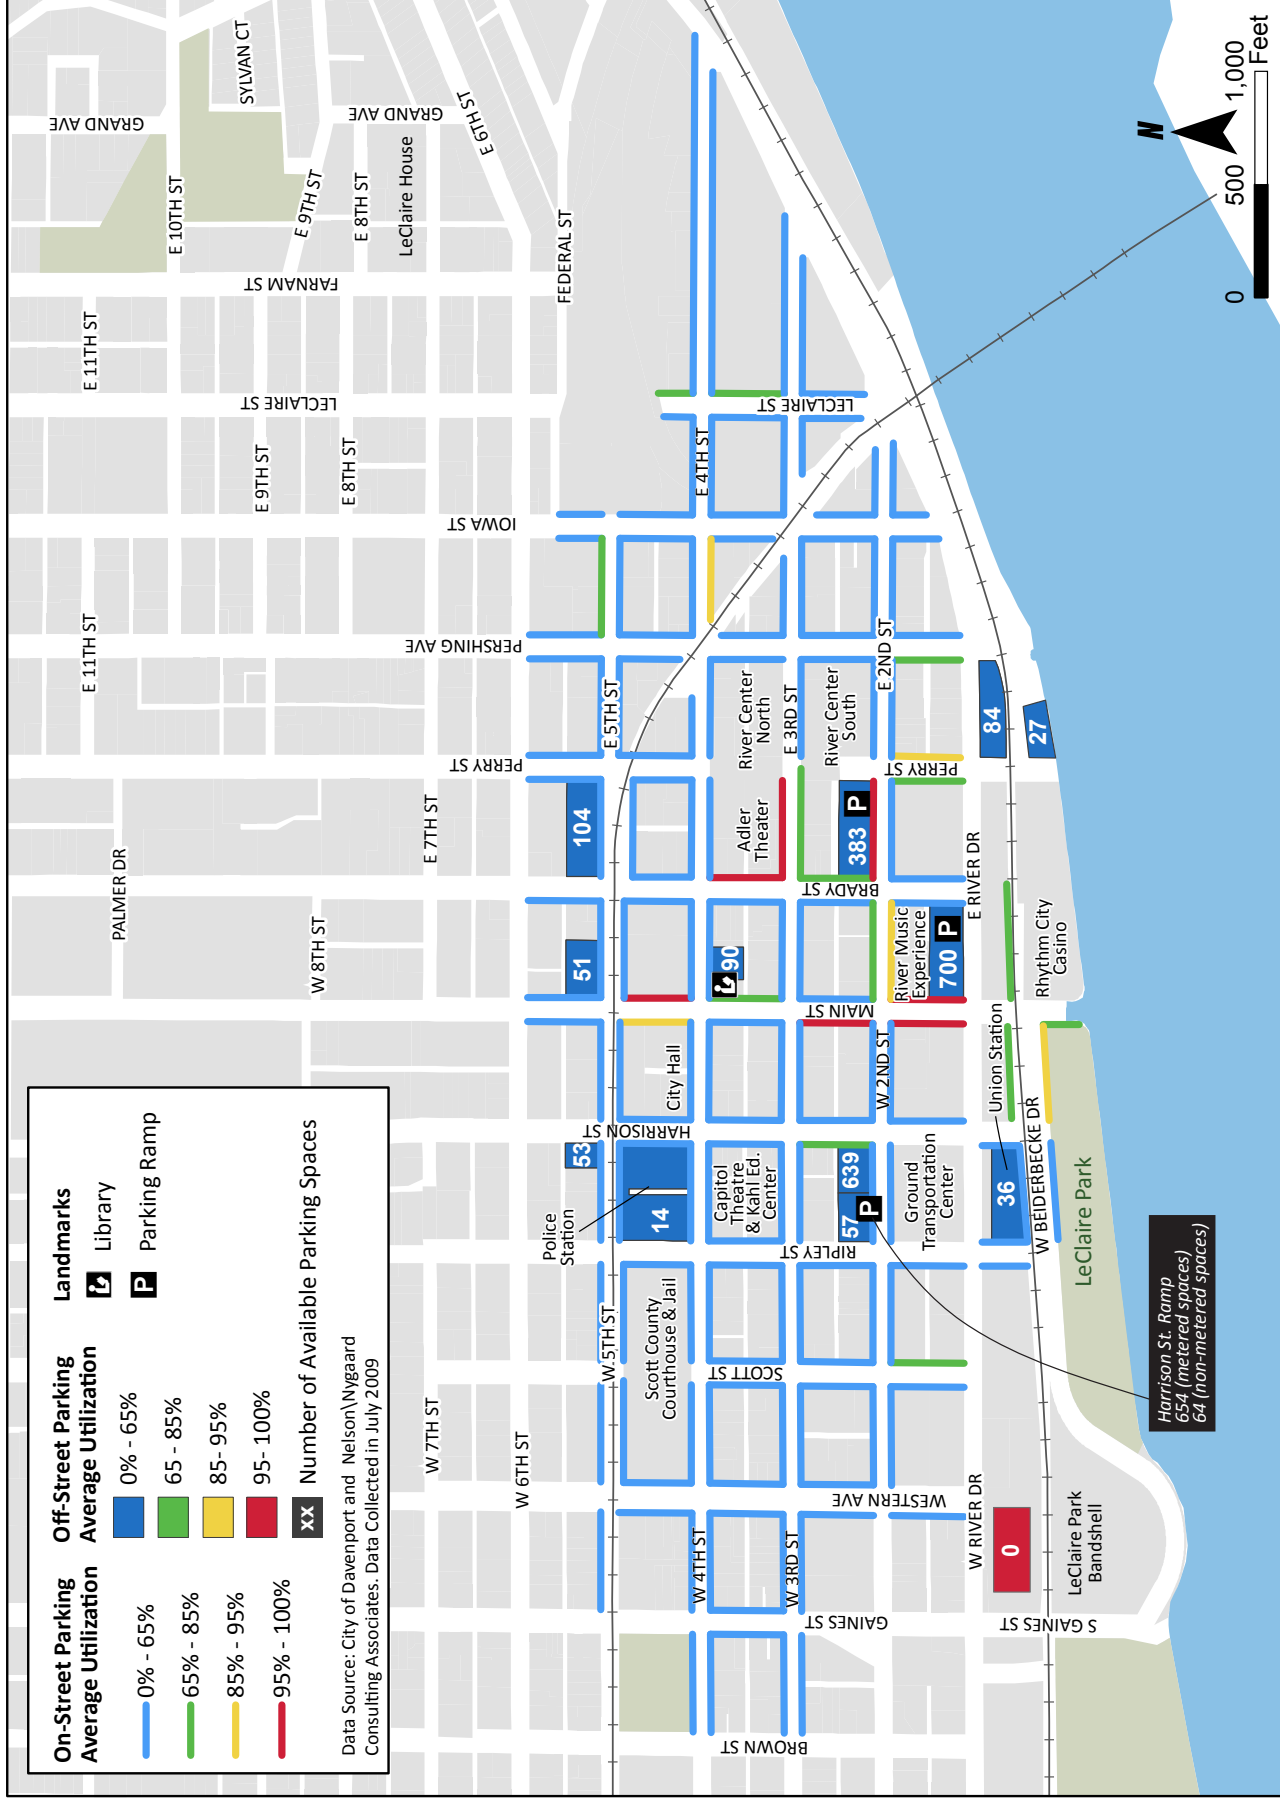 On-Street Parking
Average Utilization
0% - 65%
65% - 85%
85% - 95%
95% - 100%
Off-Street Parking
Average Utilization
0% - 65%
65 - 85%
85- 95%
95- 100%
xx Number of Available Parking Spaces
Landmarks
Library
P Parking Ramp
Data Source: City of Davenport and Nelson\Nygaard
Consulting Associates. Data Collected in July 2009
GRAND AVE
SYLVAN CT
E 10TH ST
E 9TH ST
GRAND AVE
E 8TH ST
LeClaire House
E 6TH ST
FARNAM ST
FEDERAL ST
E 11TH ST
LECLAIRE ST
E 9TH ST
E 8TH ST
IOWA ST
E 11TH ST
PERSHING AVE
PERRY ST
PALMER DR
E 7TH ST
W 8TH ST
W 7TH ST
W 6TH ST
E 4TH ST
LECLAIRE ST
E 5TH ST
E 3RD ST
E 2ND ST
River Center
North
River Center
South
PERRY ST
84
27
104
Adler
Theater
383
P
BRADY ST
E RIVER DR
51
90
River Music
Experience
700
P
Rhythm City
Casino
MAIN ST
City Hall
W 2ND ST
Union Station
HARRISON ST
53
Police
Station
14
Capitol
Theatre
& Kahl Ed.
Center
639
57
P
Ground
Transportation
Center
36
W BEIDERBECKE DR
RIPLEY ST
LeClaire Park
W 5TH ST
Scott County
Courthouse & Jail
SCOTT ST
Harrison St. Ramp
654 (metered spaces)
64 (non-metered spaces)
WESTERN AVE
W 4TH ST
W 3RD ST
W RIVER DR
0
LeClaire Park
Bandshell
GAINES ST
S GAINES ST
BROWN ST
N
0
500
1,000
Feet